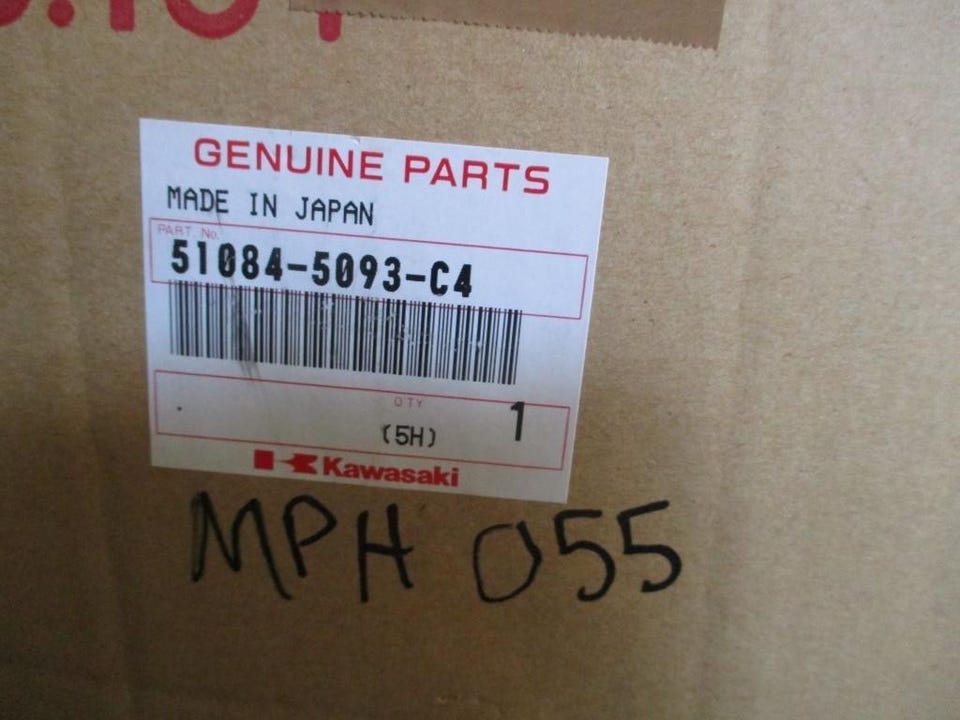 GENUINE PARTS
MADE IN JAPAN
PART. No.
51084-5093-C4
QTY
(5H) 1
Kawasaki
MPH 055